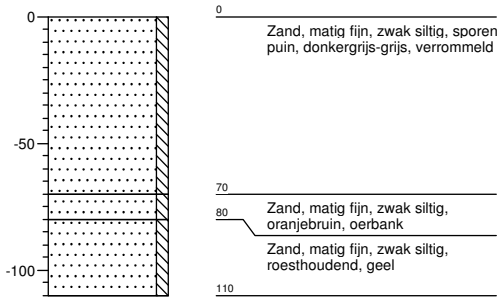 0
-50
-100
0
Zand, matig fijn, zwak siltig, sporen
puin, donkergrijs-grijs, verrommeld
70
Zand, matig fijn, zwak siltig,
oranjebruin, oerbank
80
Zand, matig fijn, zwak siltig,
roesthoudend, geel
110